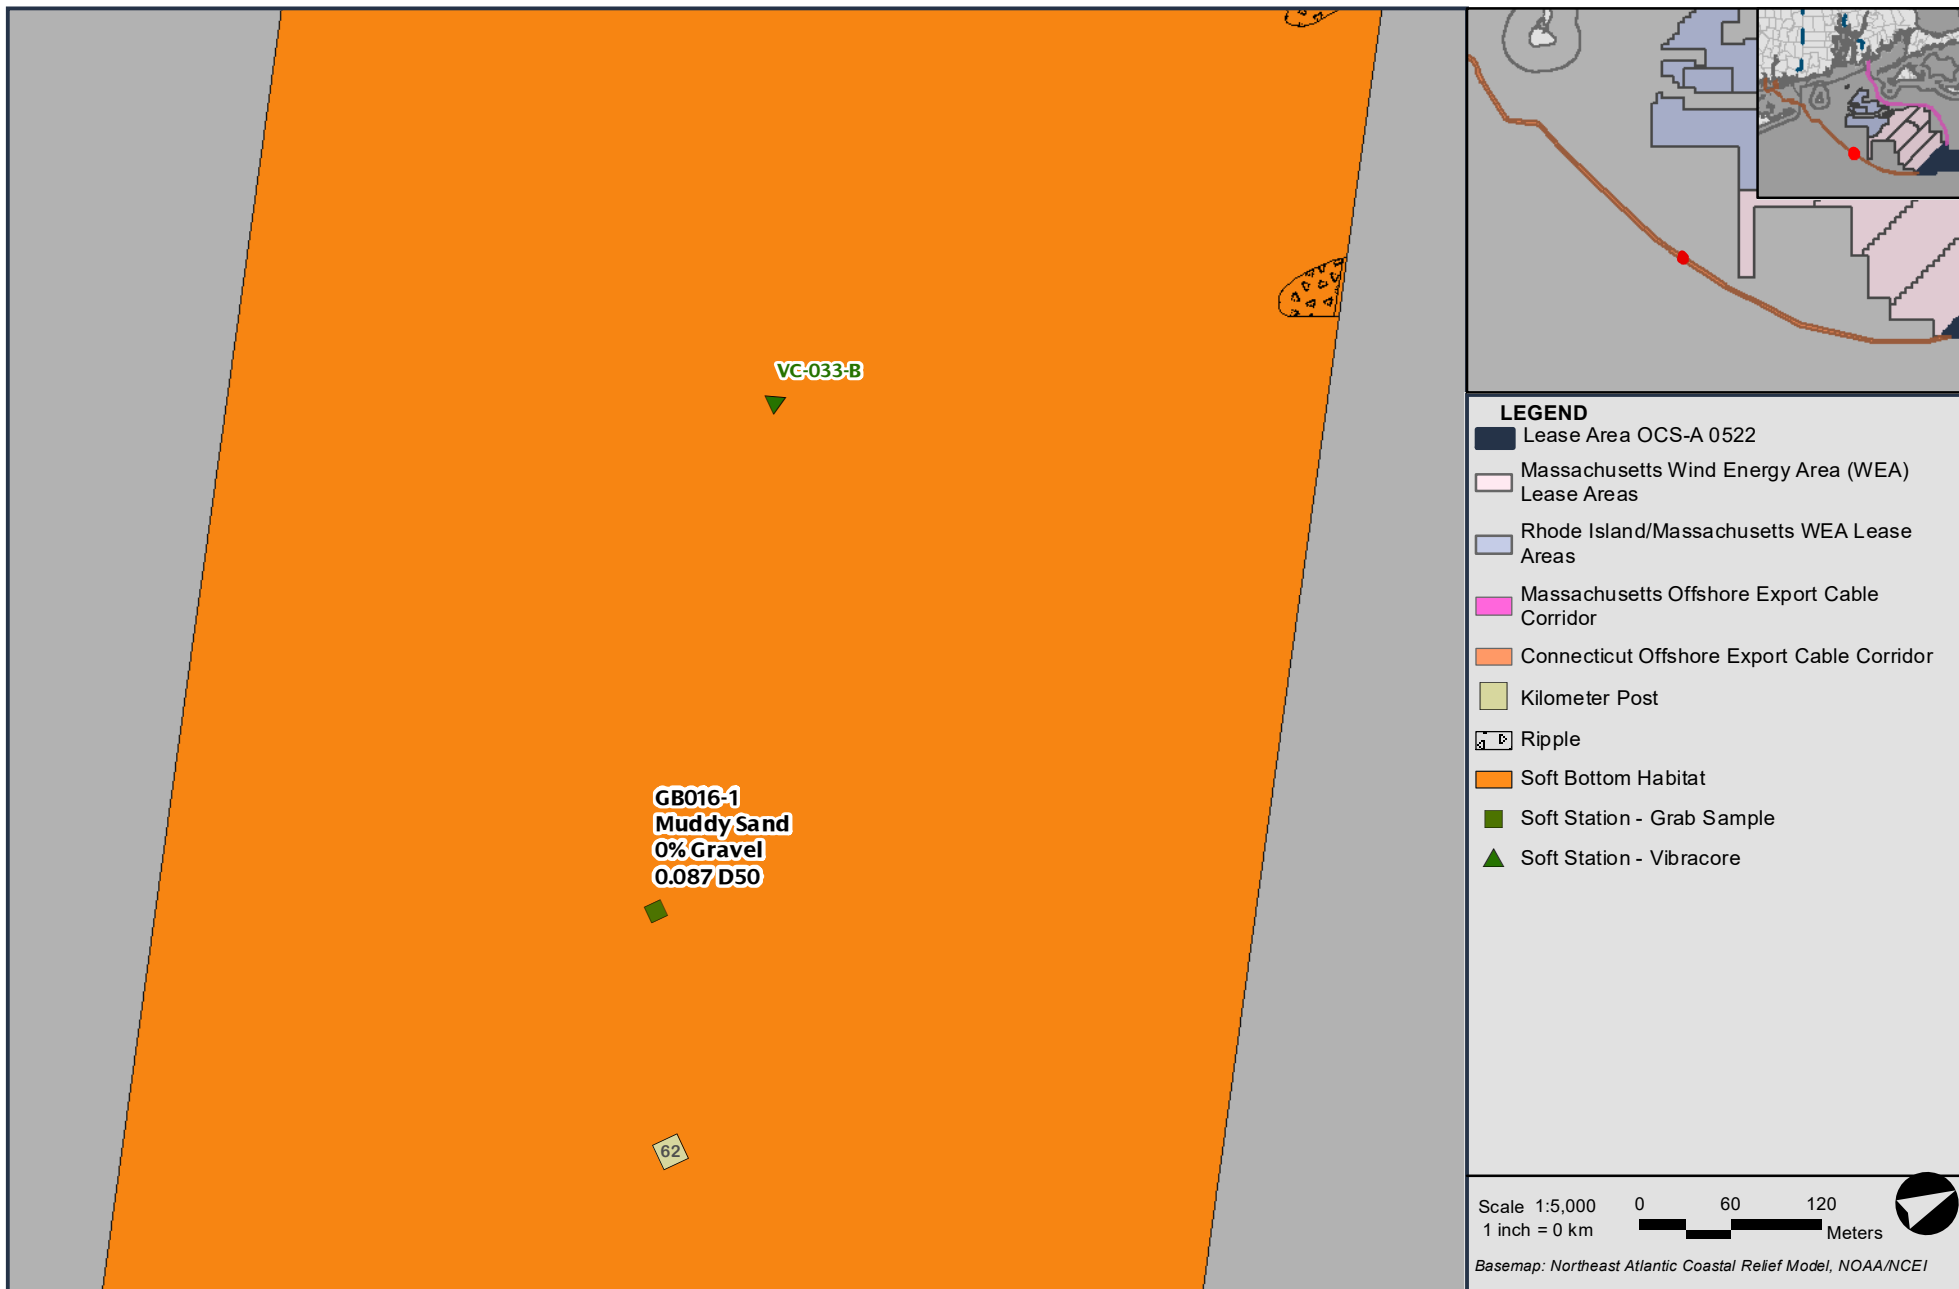 VC-033-B
GB016-1
Muddy Sand
0% Gravel
0.087 D50
62
LEGEND
Lease Area OCS-A 0522
Massachusetts Wind Energy Area (WEA)
Lease Areas
Rhode Island/Massachusetts WEA Lease
Areas
Massachusetts Offshore Export Cable
Corridor
Connecticut Offshore Export Cable Corridor
Kilometer Post
Ripple
Soft Bottom Habitat
Soft Station - Grab Sample
Soft Station - Vibracore
Scale 1:5,000
1 inch = 0 km
0 60 120
Meters
Basemap: Northeast Atlantic Coastal Relief Model, NOAA/NCEI